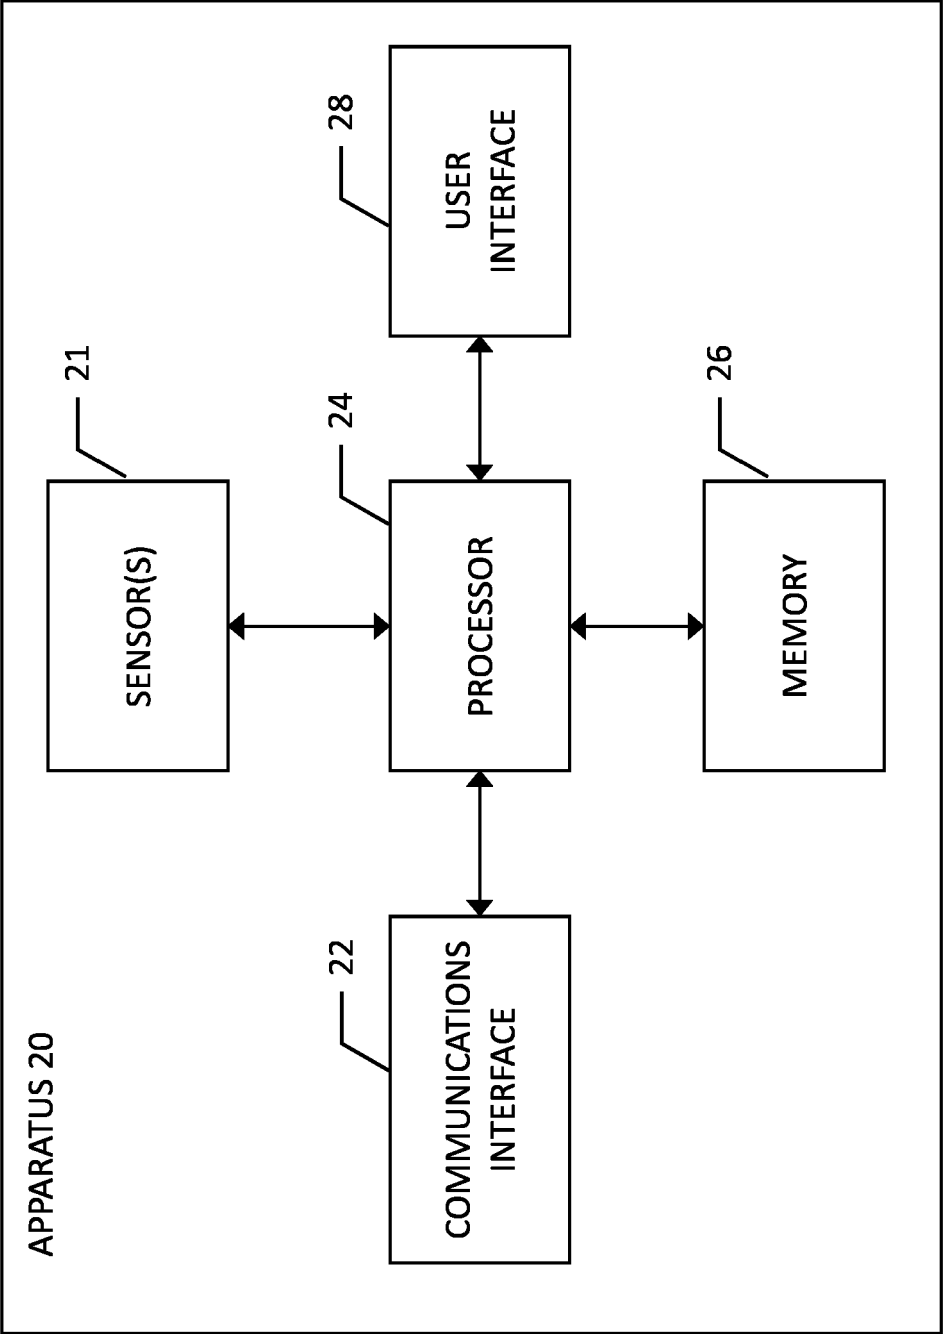 APPARATUS 20
21
SENSOR(S)
22
COMMUNICATIONS
INTERFACE
24
PROCESSOR
28
USER
INTERFACE
26
MEMORY